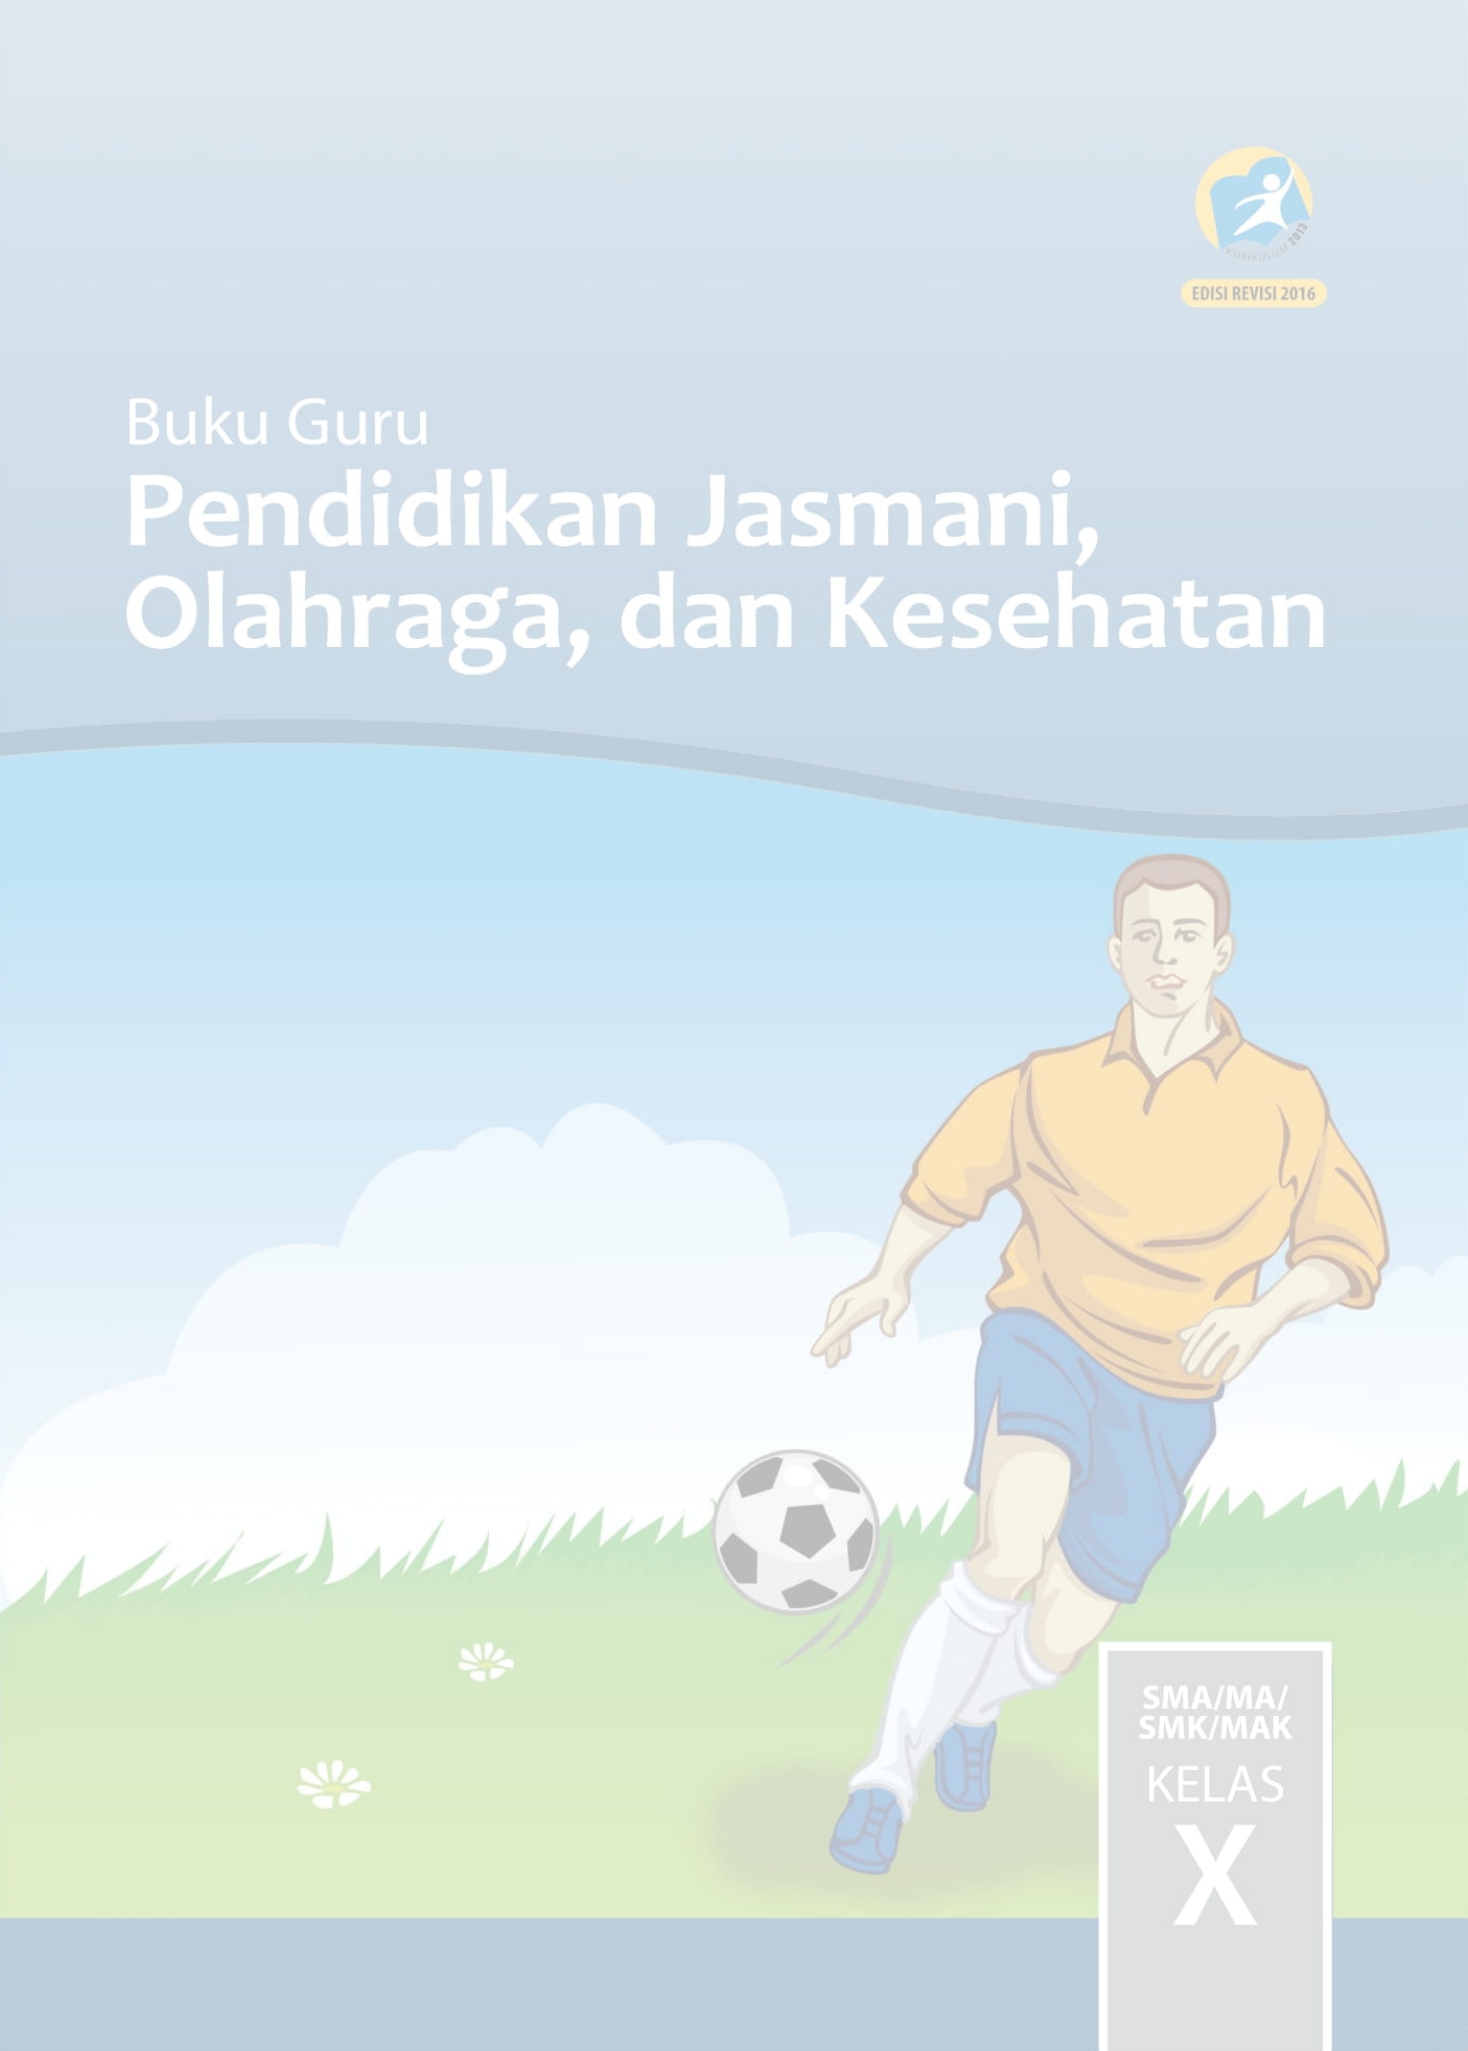 KURIKULUM 2013
EDISI REVISI 2016
Buku Guru
Pendidikan Jasmani,
Olahraga, dan Kesehatan
SMA/MA/
SMK/MAK
KELAS
X